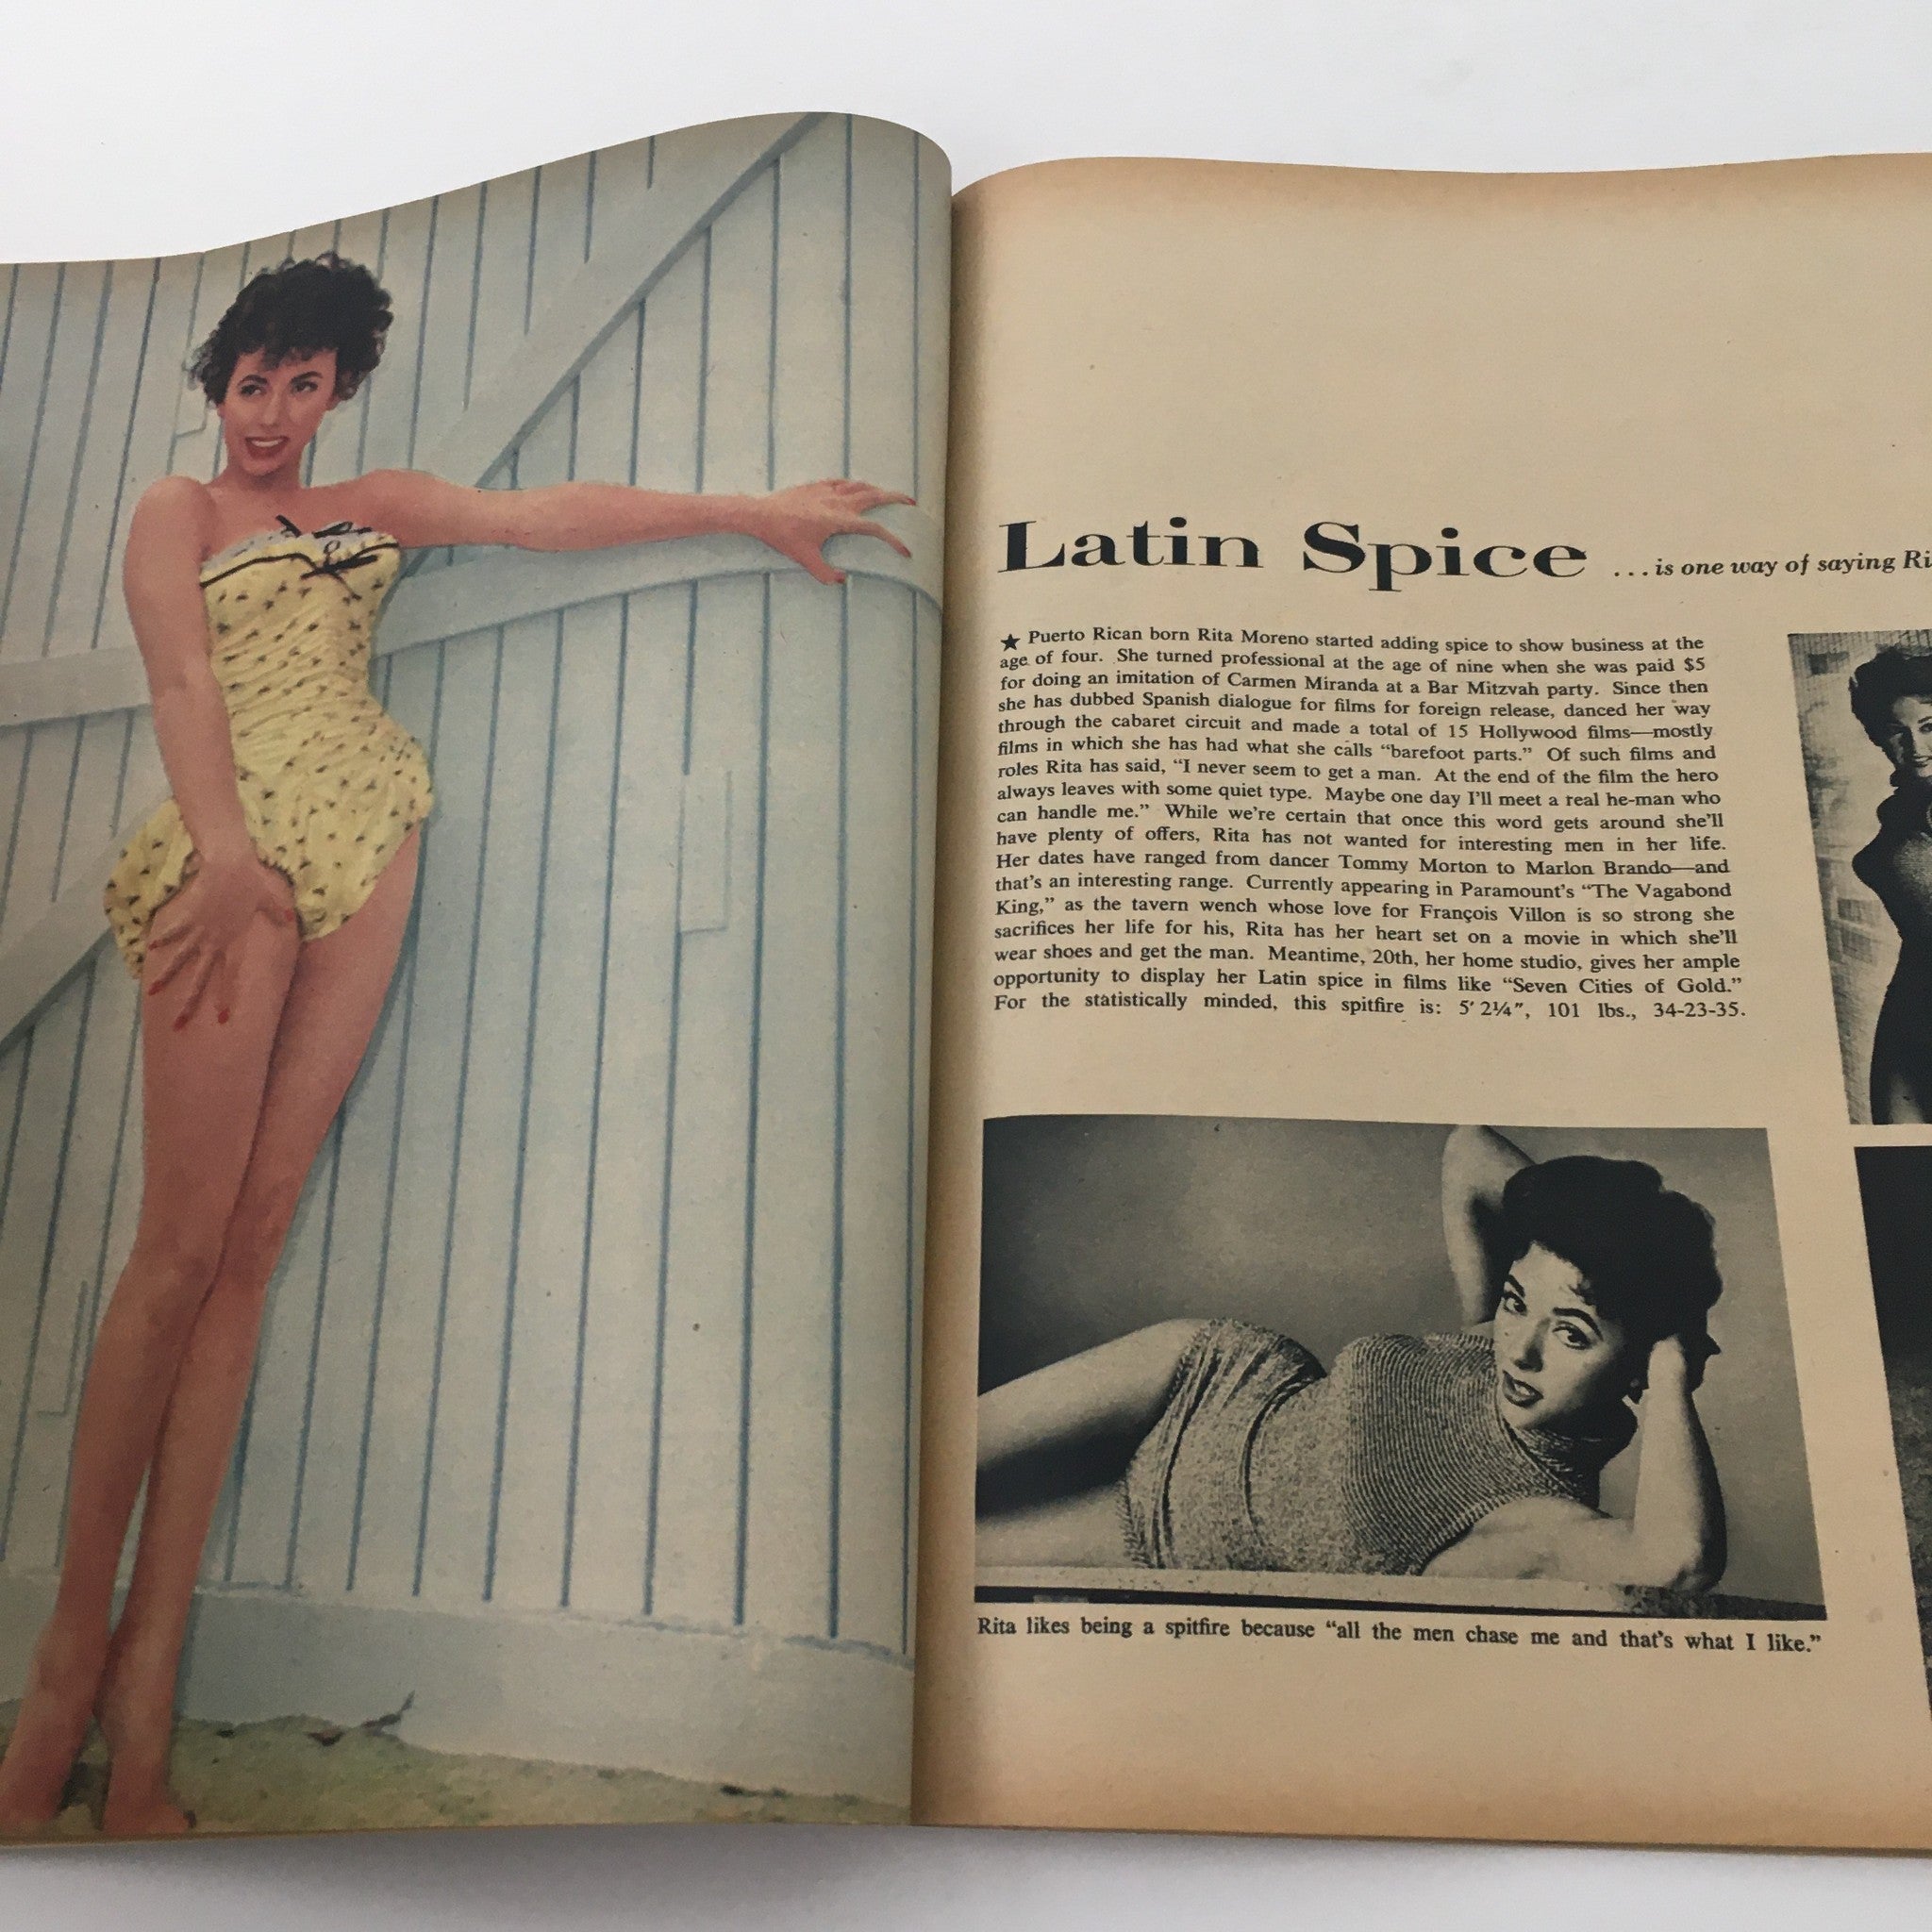 Latin Spice ...is one way of saying
★ Puerto Rican born Rita Moreno started adding spice to show business at the
age of four. She turned professional at the age of nine when she was paid $5
for doing an imitation of Carmen Miranda at a Bar Mitzvah party. Since then
she has dubbed Spanish dialogue for films for foreign release, danced her way
through the cabaret circuit and made a total of 15 Hollywood films—mostly
films in which she has had what she calls “barefoot parts.” Of such films and
roles Rita has said, “I never seem to get a man. At the end of the film the hero
always leaves with some quiet type. Maybe one day I’ll meet a real he-man who
can handle me.” While we’re certain that once this word gets around she’ll
have plenty of offers, Rita has not wanted for interesting men in her life.
Her dates have ranged from dancer Tommy Morton to Marlon Brando—and
that’s an interesting range. Currently appearing in Paramount’s “The Vagabond
King,” as the tavern wench whose love for François Villon is so strong she
sacrifices her life for his, Rita has her heart set on a movie in which she’ll
wear shoes and get the man. Meantime, 20th, her home studio, gives her ample
opportunity to display her Latin spice in films like “Seven Cities of Gold.”
For the statistically minded, this spitfire is: 5′ 2¼″, 101 lbs., 34-23-35.
Rita likes being a spitfire because “all the men chase me and that’s what I like.”